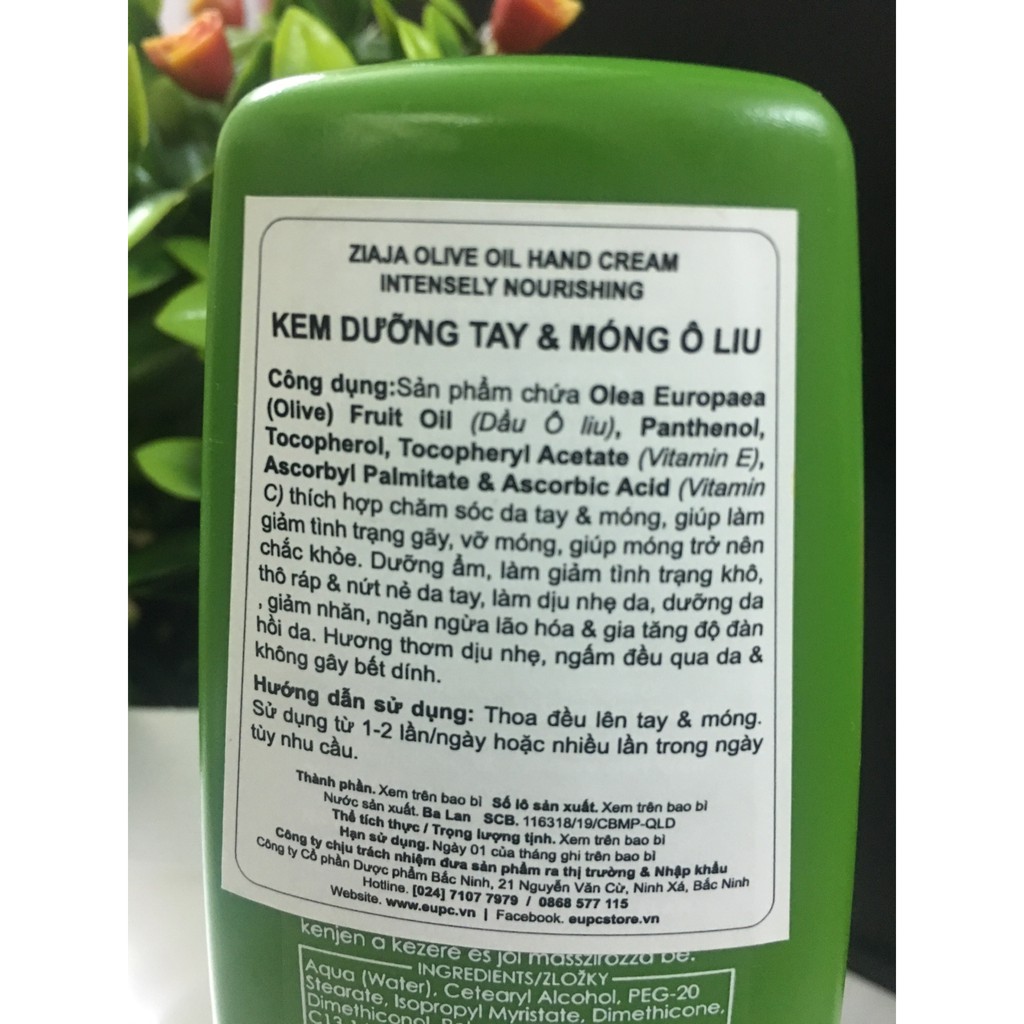 ZIAJA OLIVE OIL HAND CREAM
INTENSELY NOURISHING
KEM DƯỠNG TAY & MÓNG Ô LIU
Công dụng:Sản phẩm chứa Olea Europaea
(Olive) Fruit Oil (Dầu Ô liu), Panthenol,
Tocopherol, Tocopheryl Acetate (Vitamin E),
Ascorbyl Palmitate & Ascorbic Acid (Vitamin
C) thích hợp chăm sóc da tay & móng, giúp làm
giảm tình trạng gãy, vỡ móng, giúp móng trở nên
chắc khỏe. Dưỡng ẩm, làm giảm tình trạng khô,
thô ráp & nứt nẻ da tay, làm dịu nhẹ da, dưỡng da
, giảm nhăn, ngăn ngừa lão hóa & gia tăng độ đàn
hồi da. Hương thơm dịu nhẹ, ngấm đều qua da &
không gây bết dính.
Hướng dẫn sử dụng: Thoa đều lên tay & móng.
Sử dụng từ 1-2 lần/ngày hoặc nhiều lần trong ngày
tùy nhu cầu.
Thành phần. Xem trên bao bì Số lô sản xuất. Xem trên bao bì
Nước sản xuất. Ba Lan SCB. 116318/19/CBMP-QLD
Thể tích thực / Trọng lượng tịnh. Xem trên bao bì
Hạn sử dụng. Ngày 01 của tháng ghi trên bao bì
Công ty chịu trách nhiệm đưa sản phẩm ra thị trường & Nhập khẩu
Công ty Cổ phần Dược phẩm Bắc Ninh, 21 Nguyễn Văn Cừ, Ninh Xá, Bắc Ninh
Hotline. [024] 7107 7979 / 0868 577 115
Website. www.eupc.vn | Facebook. eupcstore.vn
kenjen a kezére és jól masszírozza be.
INGREDIENTS/ZLOŽKY
Aqua (Water), Cetearyl Alcohol, PEG-20
Stearate, Isopropyl Myristate, Dimethicone,
Dimethiconol,